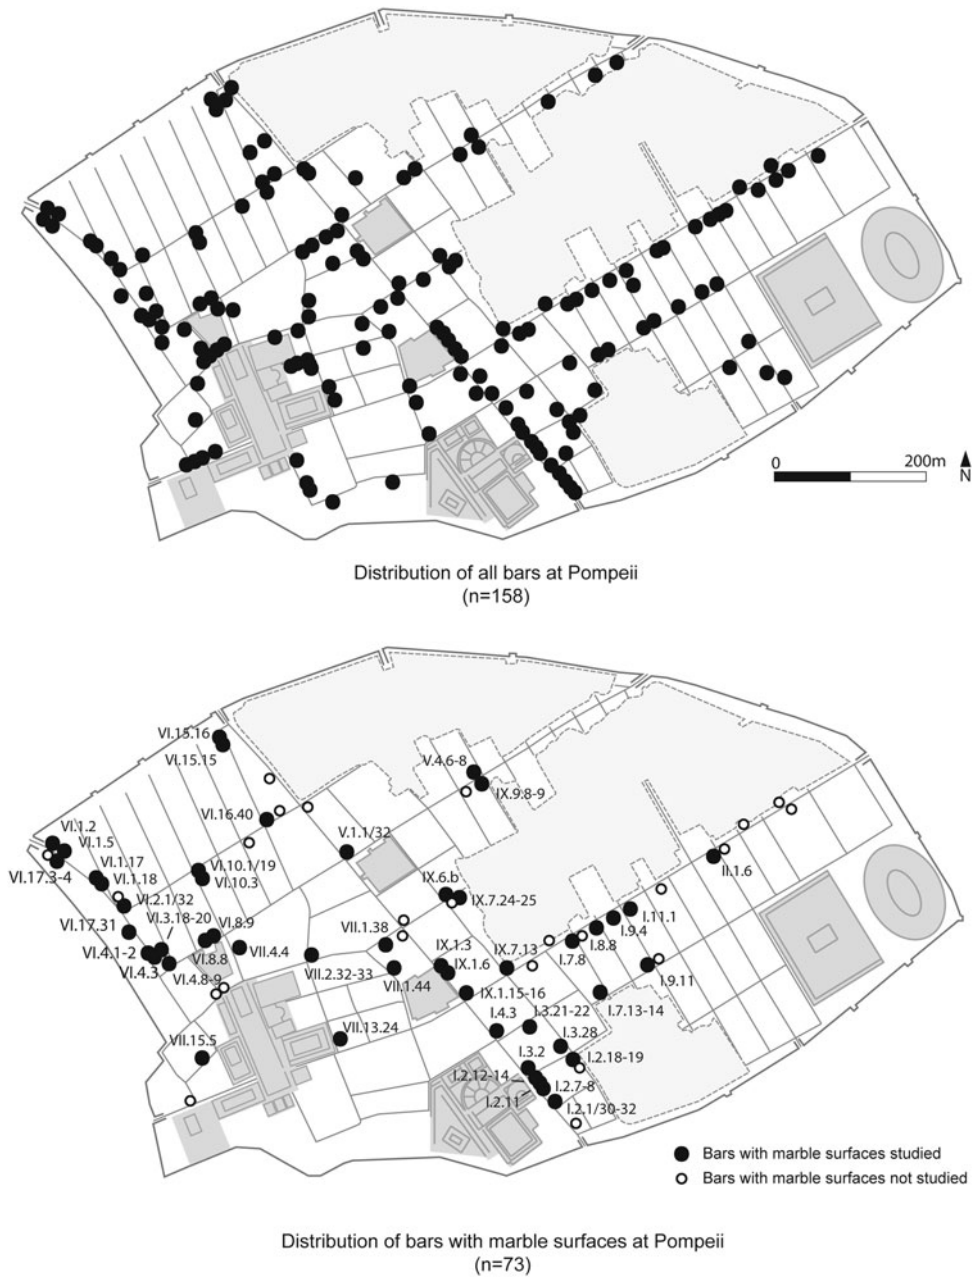 0
200m
N
Distribution of all bars at Pompeii
(n=158)
VI.15.16
VI.15.15
V.4.6-8
IX.9.8-9
VI.16.40
VI.1.2
VI.1.5
V.1.1/32
VI.1.17
VI.17.3-4
VI.1.18
VI.10.1/19
VI.10.3
IX.6.b
VI.2.1/32
IX.7.24-25
II.1.6
VI.3.18-20
VI.17.31
VI.8.9
I.11.1
VII.1.38
I.9.4
VI.4.1-2
VI.8.8
VII.4.4
IX.1.3
IX.7.13
I.8.8
VI.4.3
IX.1.6
I.7.8
VI.4.8-9
VII.2.32-33
VII.1.44
I.9.11
IX.1.15-16
I.7.13-14
I.4.3
I.3.21-22
VII.13.24
VII.15.5
I.3.28
I.3.2
I.2.18-19
I.2.12-14
I.2.7-8
I.2.11
I.2.1/30-32
Bars with marble surfaces studied
Bars with marble surfaces not studied
Distribution of bars with marble surfaces at Pompeii
(n=73)